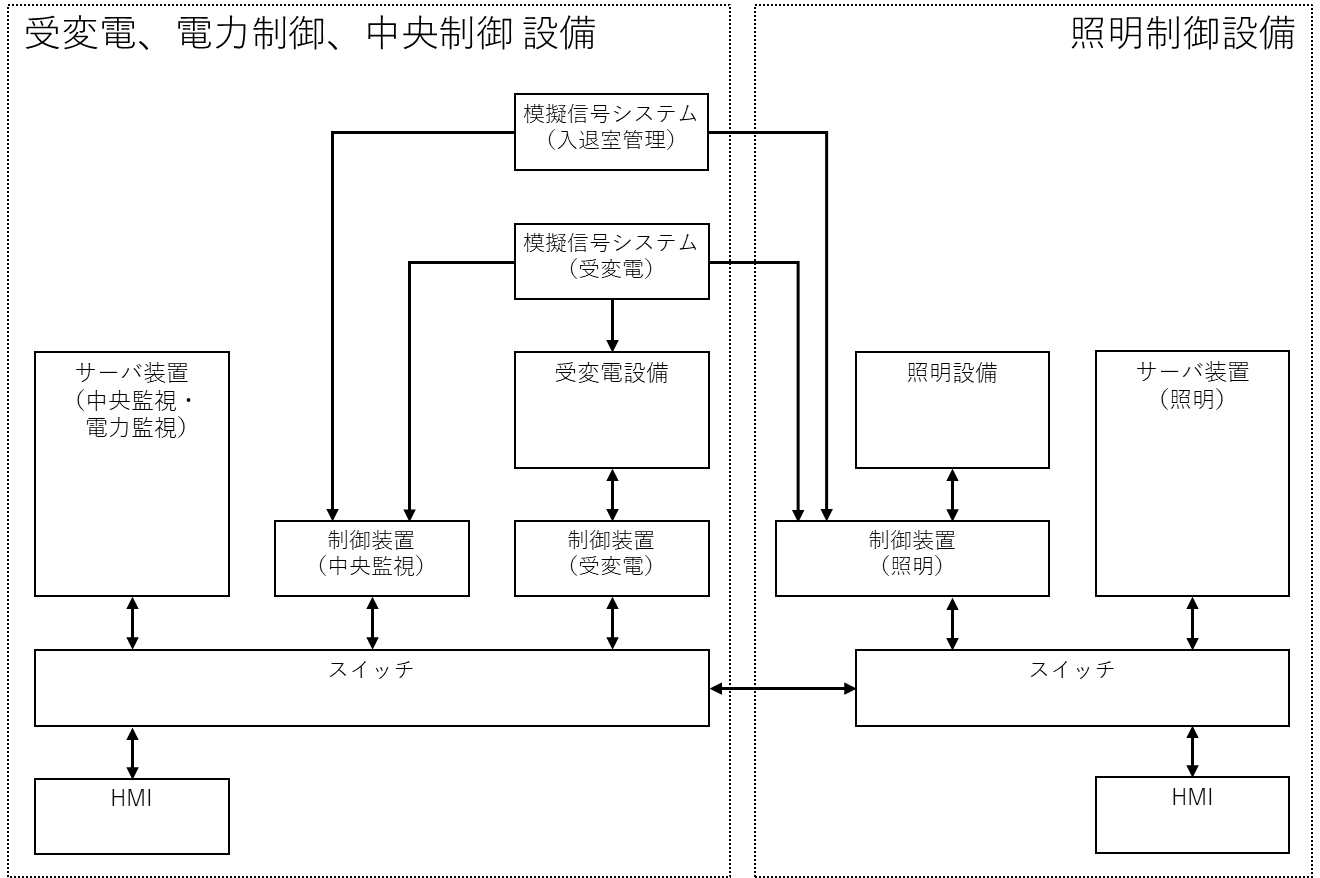 受変電、電力制御、中央制御 設備
照明制御設備
模擬信号システム
（入退室管理）
模擬信号システム
（受変電）
サーバ装置
（中央監視・
電力監視）
受変電設備
照明設備
サーバ装置
（照明）
制御装置
（中央監視）
制御装置
（受変電）
制御装置
（照明）
スイッチ
スイッチ
HMI
HMI